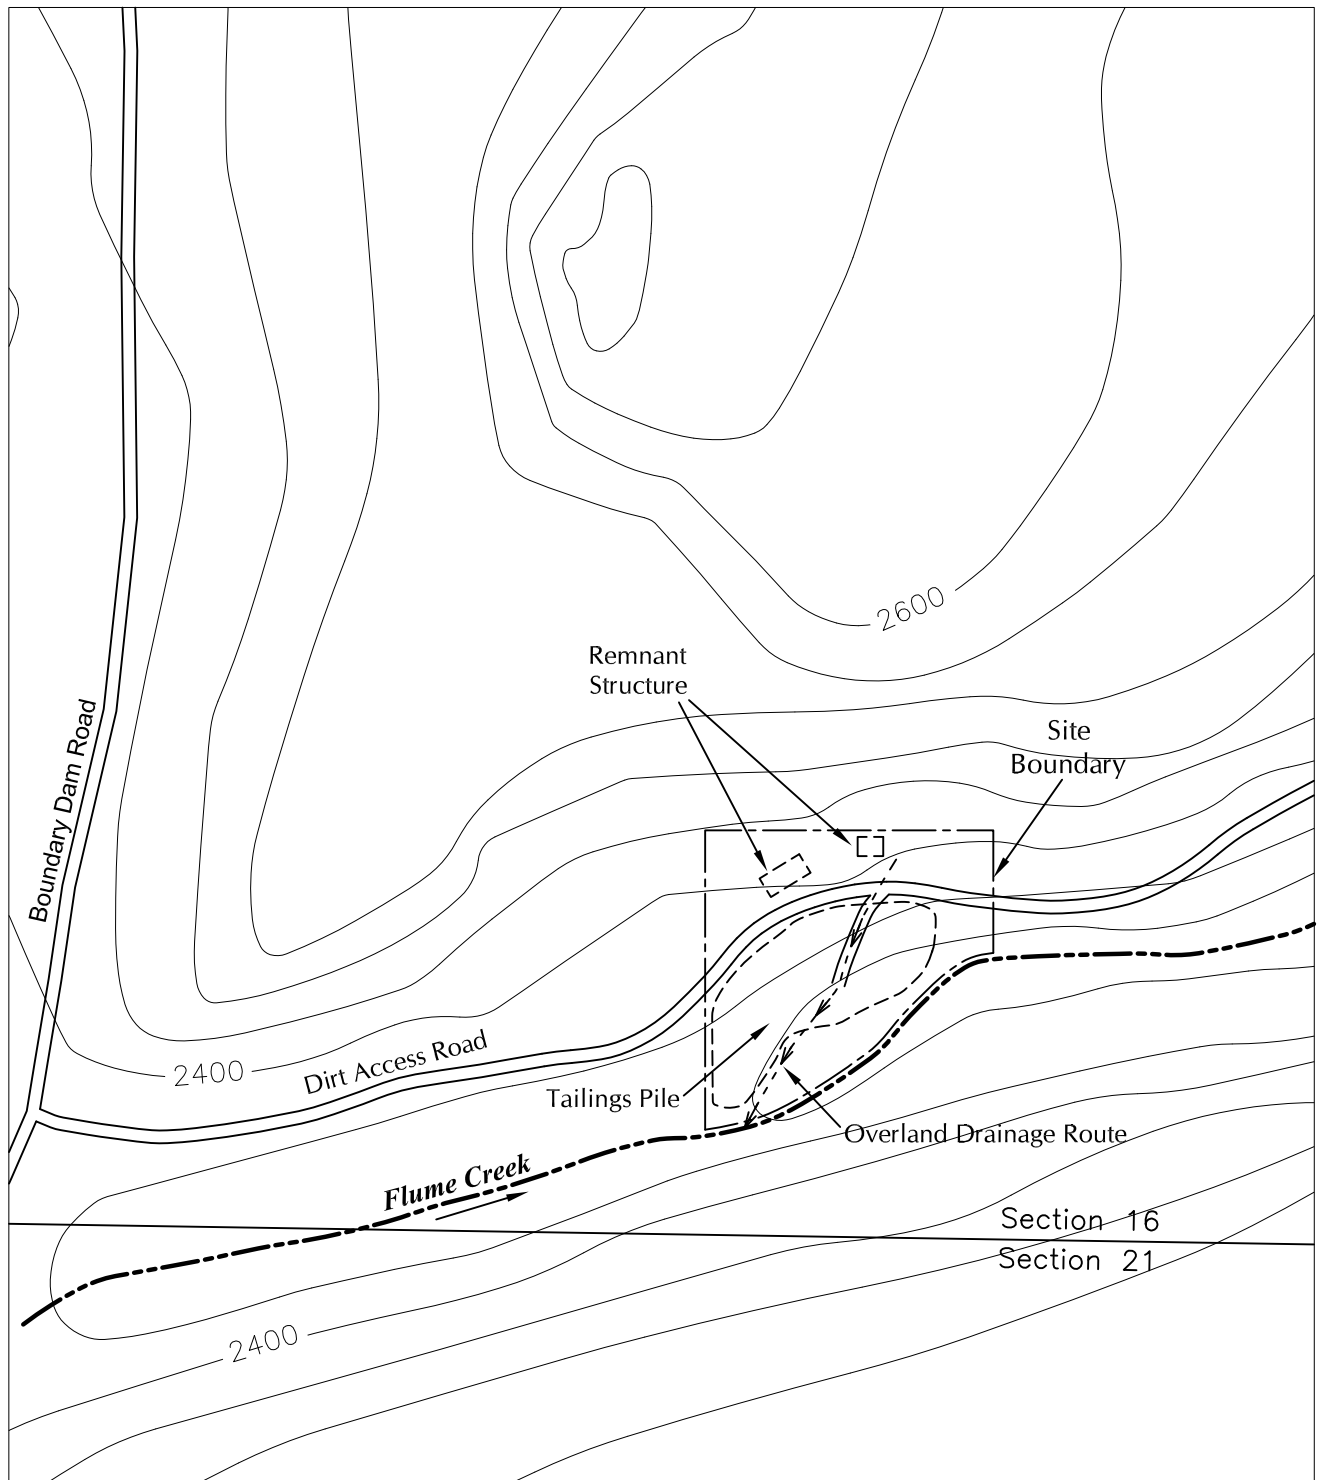 2600
Remnant
Structure
Site
Boundary
Boundary Dam Road
2400
Dirt Access Road
Tailings Pile
Overland Drainage Route
Flume Creek
Section 16
Section 21
2400